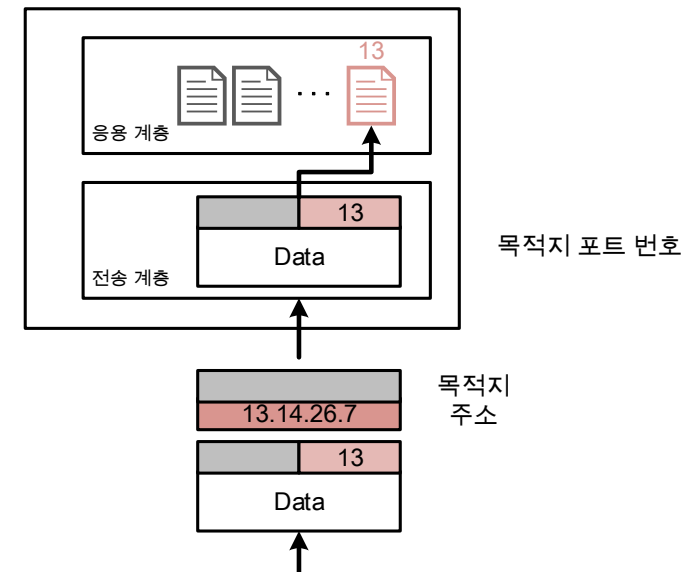 13
...
응용 계층
13
목적지 포트 번호
Data
전송 계층
목적지
주소
13.14.26.7
13
Data